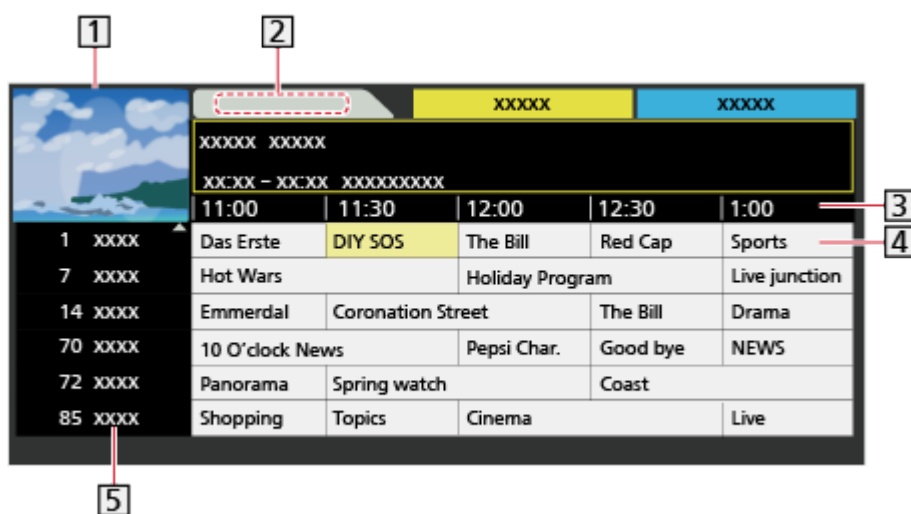 1 2
XXXXX XXXXX
XXXXX XXXXX
XX:XX – XX:XX XXXXXXXXX
11:00 11:30 12:00 12:30 1:00 3
1 XXXX Das Erste DIY SOS The Bill Red Cap Sports 4
7 XXXX Hot Wars Holiday Program Live junction
14 XXXX Emmerdal Coronation Street The Bill Drama
70 XXXX 10 O'clock News Pepsi Char. Good bye NEWS
72 XXXX Panorama Spring watch Coast
85 XXXX Shopping Topics Cinema Live
5